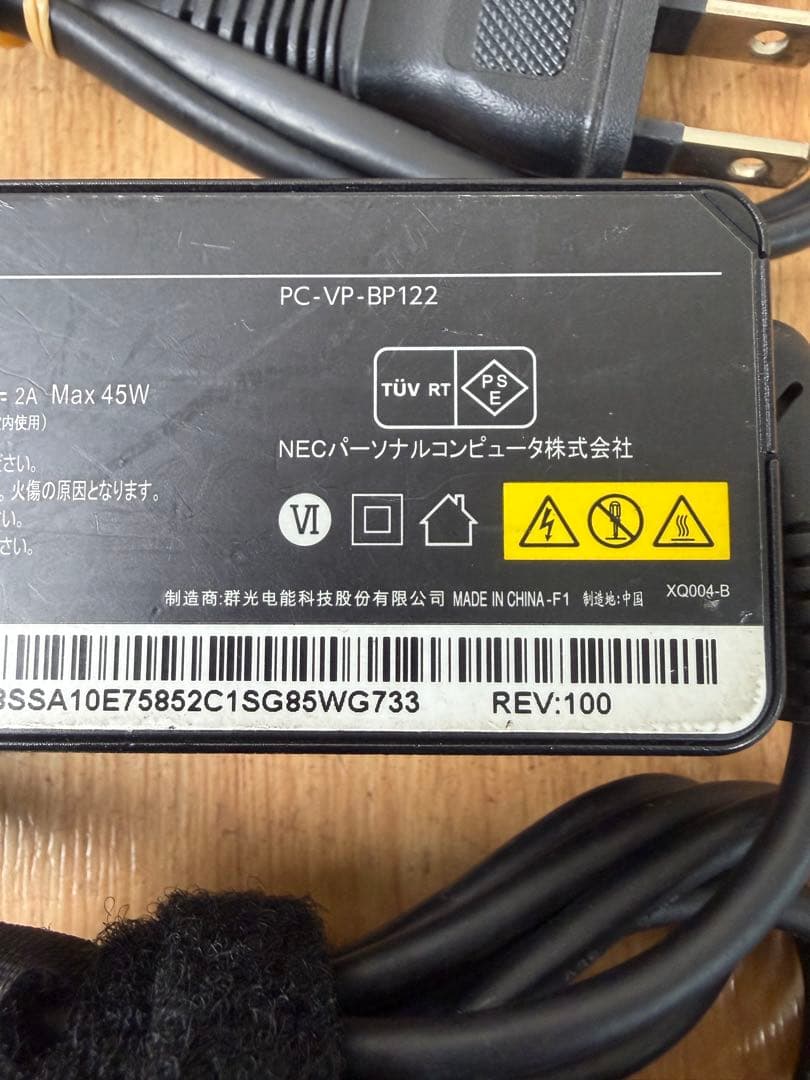 PC-VP-BP122
2A Max 45W
TÜV RT
PSE
内使用)
NECパーソナルコンピュータ株式会社
ださい。
。火傷の原因となります。
さい。
VI
制造商:群光电能科技股份有限公司 MADE IN CHINA-F1 制造地:中国 XQ004-B
SSA10E75852C1SG85WG733 REV:100